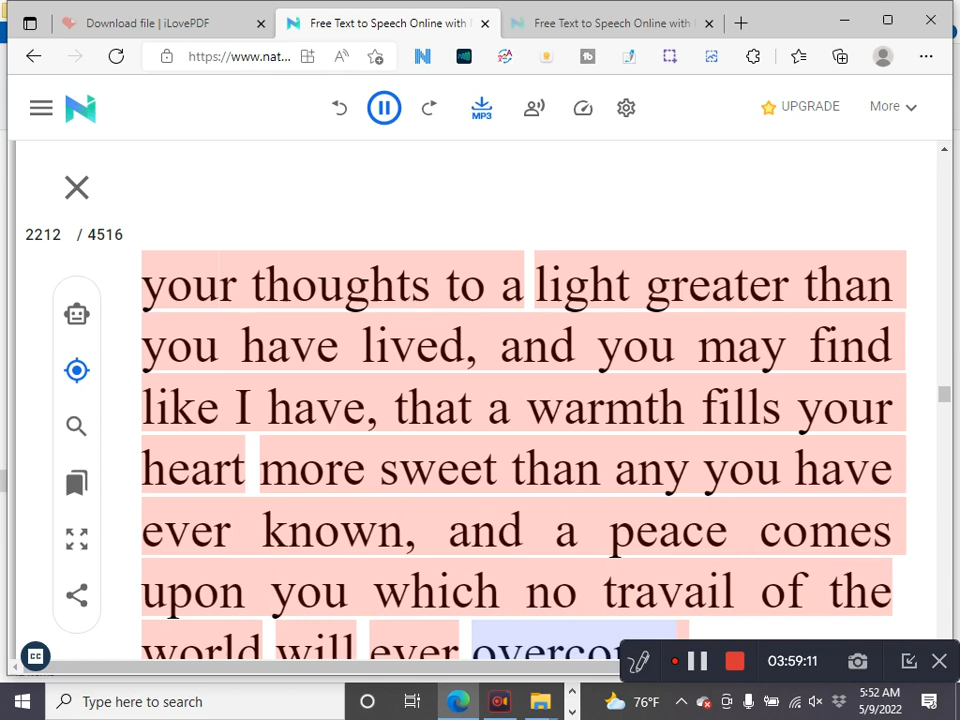 Download file | iLovePDF
Free Text to Speech Online with
Free Text to Speech Online with
https://www.nat...
MP3
UPGRADE
More
2212 / 4516
your thoughts to a light greater than
you have lived, and you may find
like I have, that a warmth fills your
heart more sweet than any you have
ever known, and a peace comes
upon you which no travail of the
world will ever
CC
03:59:11
Type here to search
76°F
5:52 AM
5/9/2022